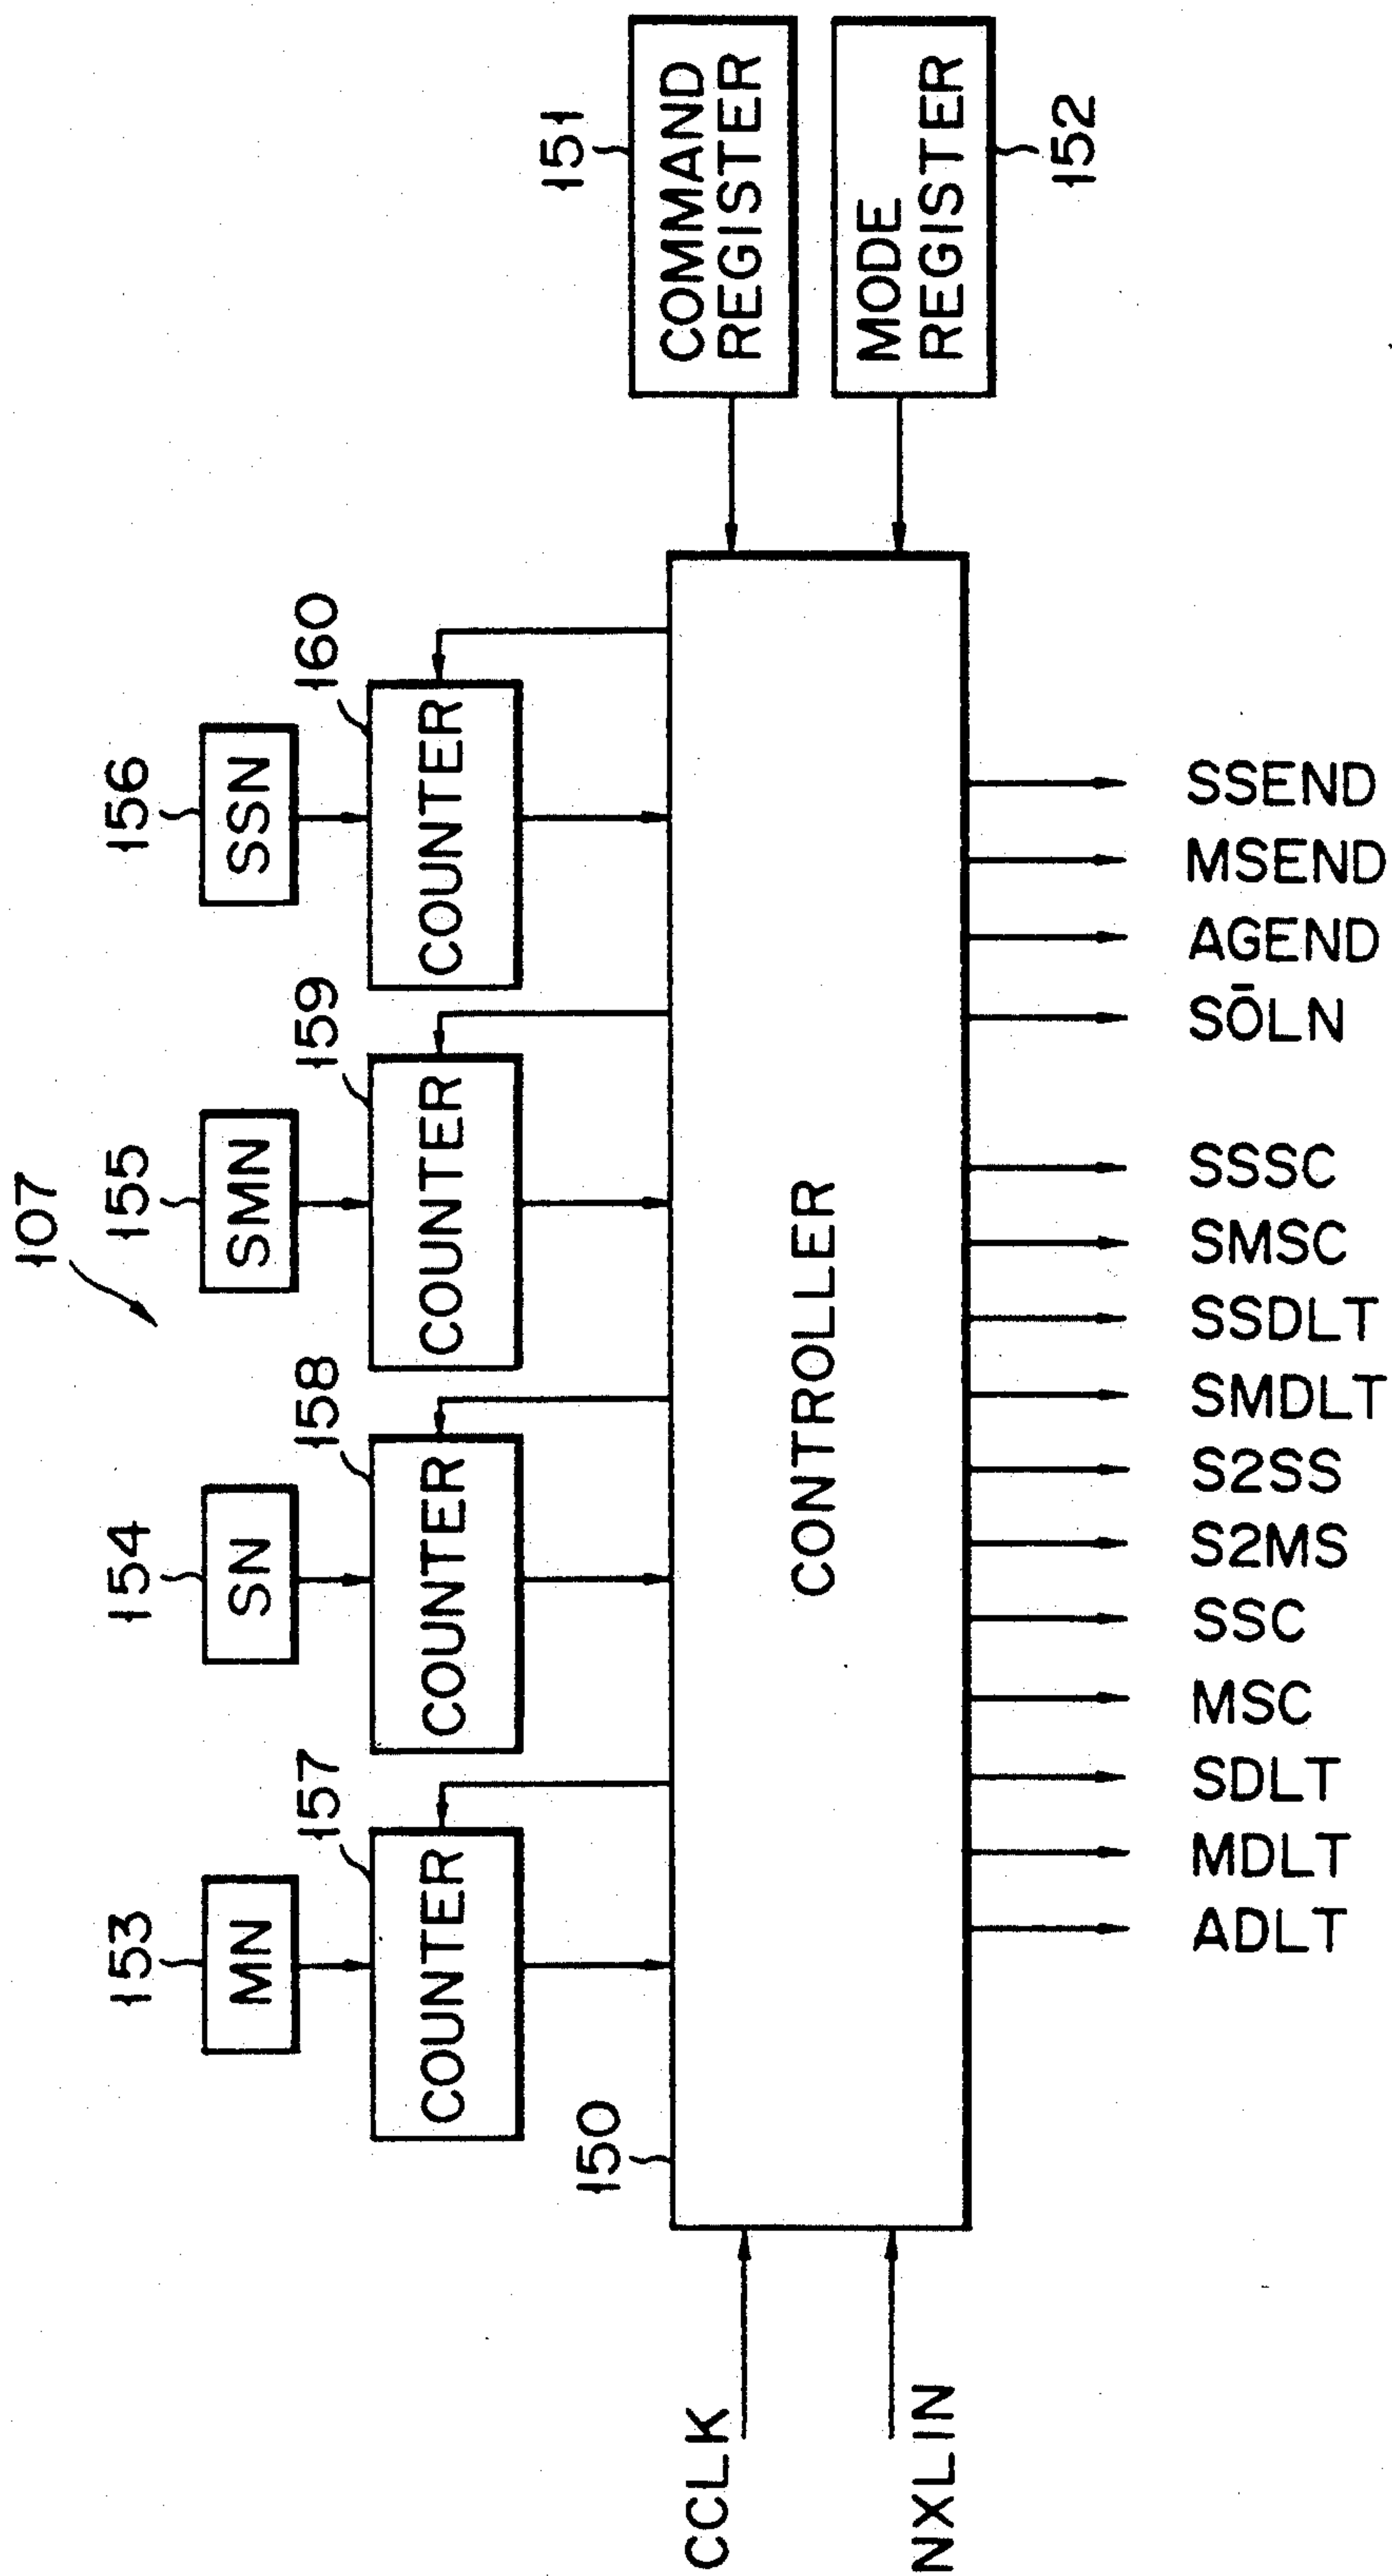 107
153
154
155
156
MN
SN
SMN
SSN
157
158
159
160
COUNTER
COUNTER
COUNTER
COUNTER
150
151
COMMAND
REGISTER
CCLK
NXLIN
CONTROLLER
MODE
REGISTER
152
ADLT
MDLT
SDLT
MSC
SSC
S2MS
S2SS
SMDLT
SSDLT
SMSC
SSSC
SŌLN
AGEND
MSEND
SSEND